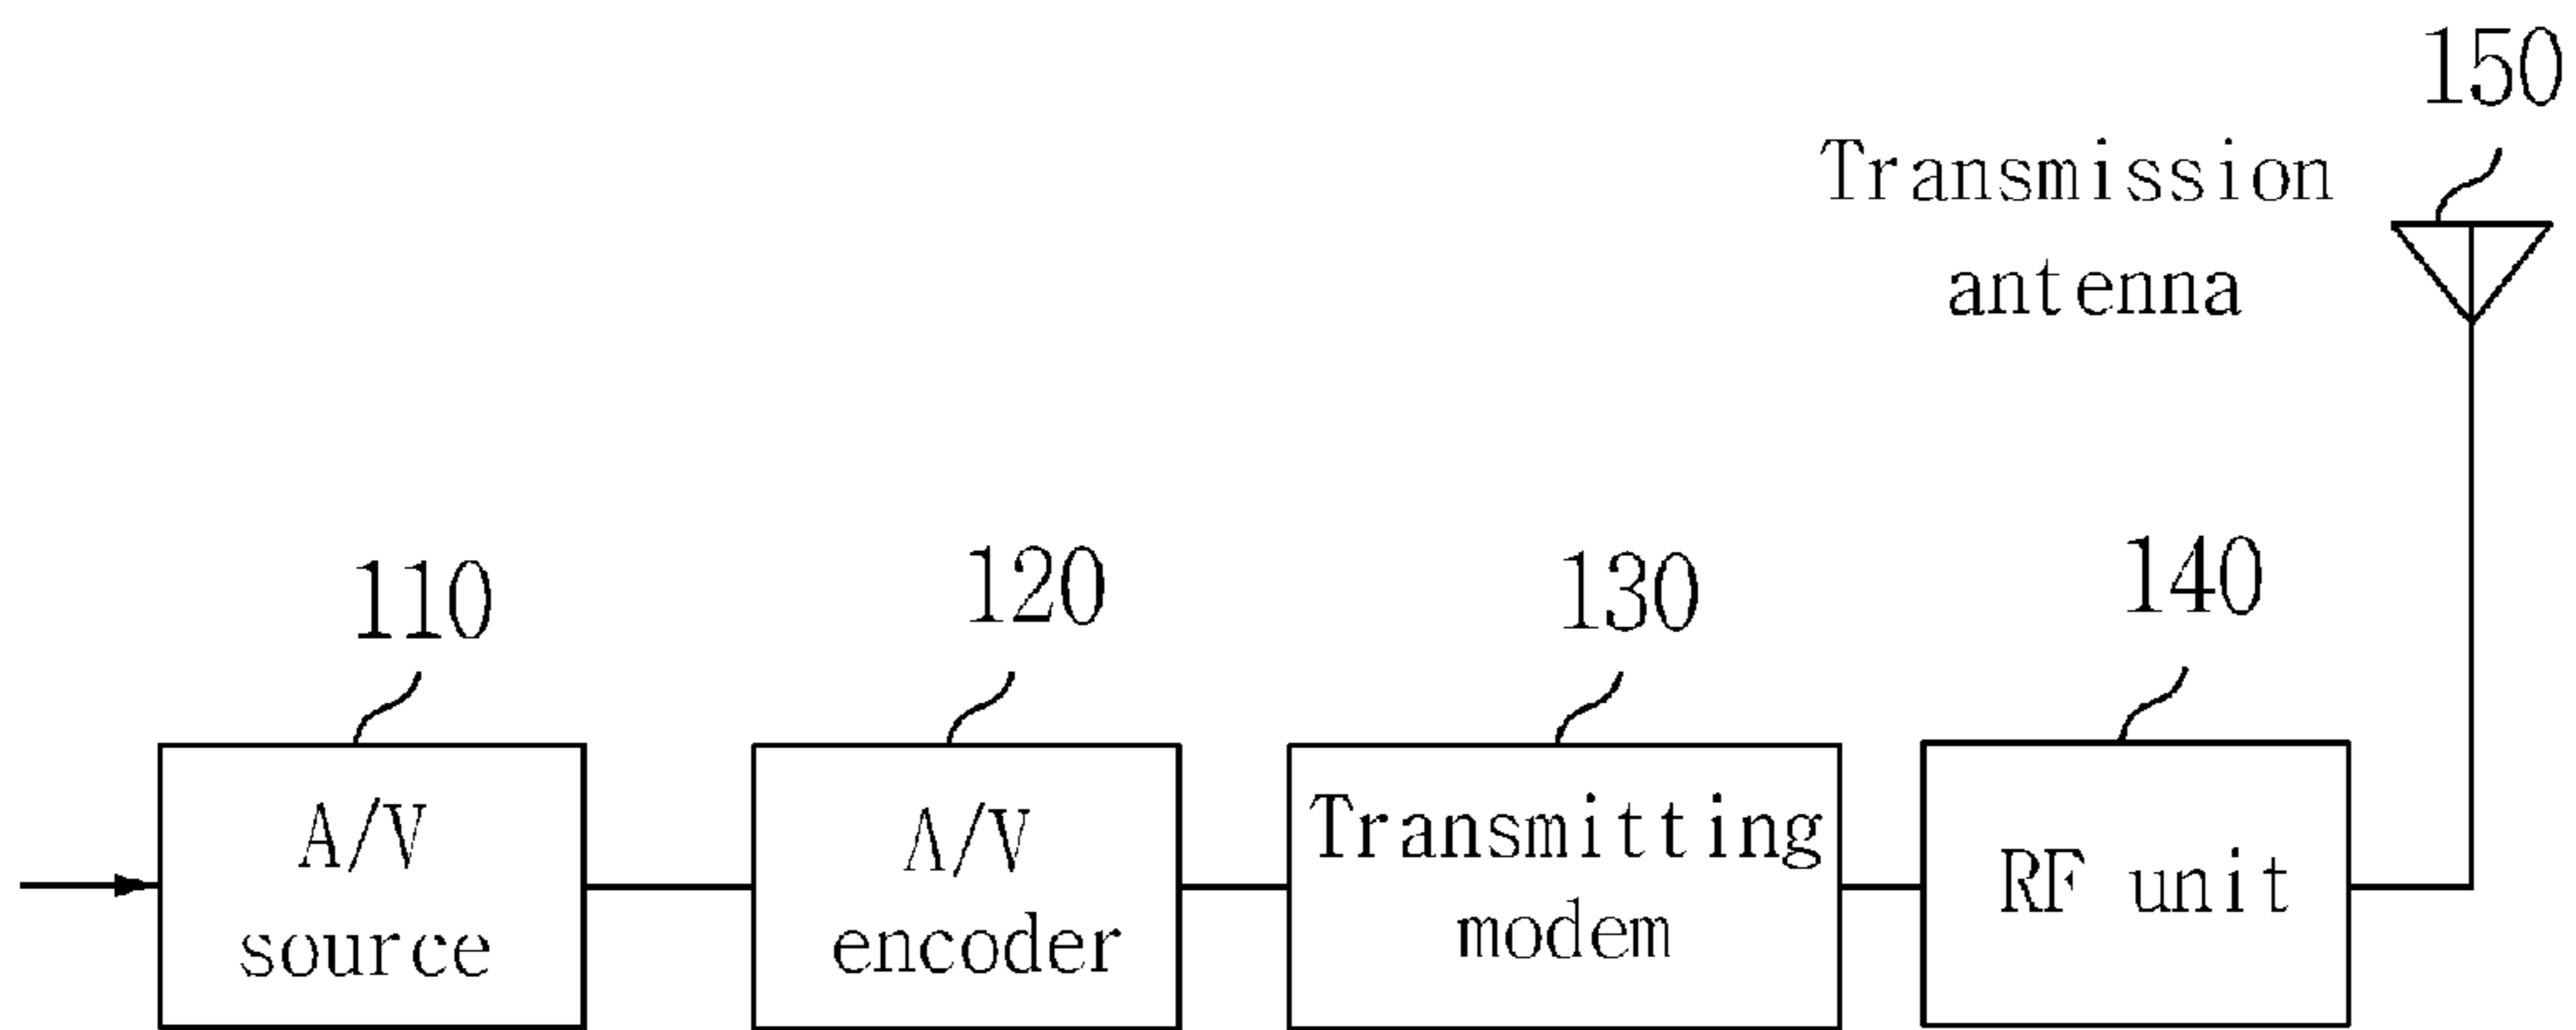 150
Transmission
antenna
110
120
130
140
A/V
source
A/V
encoder
Transmitting
modem
RF unit